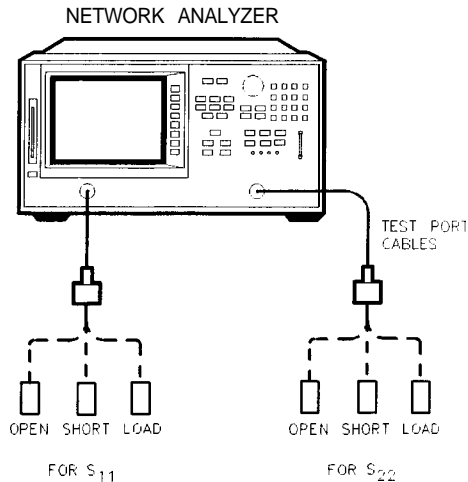 NETWORK ANALYZER
TEST PORT
CABLES
OPEN SHORT LOAD
OPEN SHORT LOAD
FOR S11
FOR S22